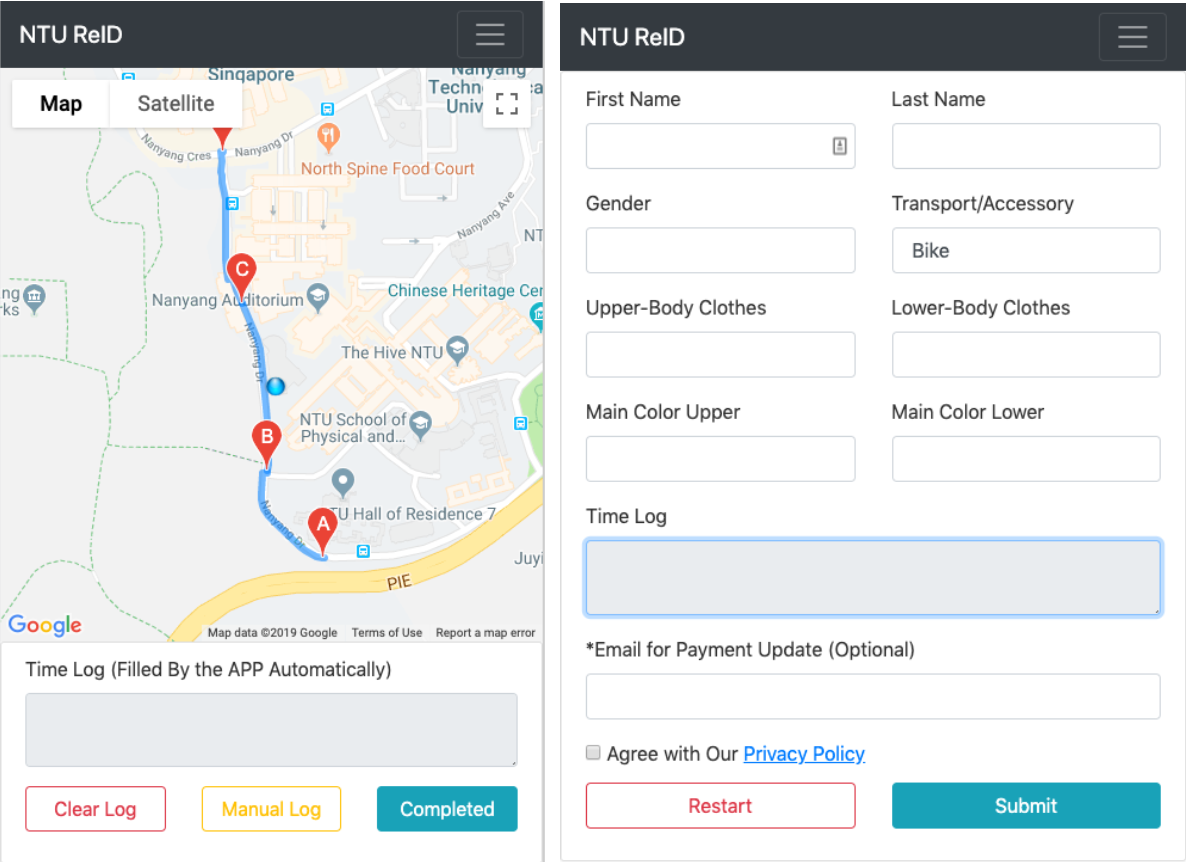 NTU ReID
Singapore
Nanyang
Map
Satellite
Nanyang Cres
Nanyang Dr
North Spine Food Court
Nanyang Ave
C
Nanyang Auditorium
Chinese Heritage Cen
Nanyang Dr
The Hive NTU
NTU School of
Physical and...
B
TU Hall of Residence 7
A
Nanyang Dr
PIE
Google
Map data ©2019 Google Terms of Use Report a map error
Time Log (Filled By the APP Automatically)
Clear Log
Manual Log
Completed
NTU ReID
First Name
Last Name
Gender
Transport/Accessory
Bike
Upper-Body Clothes
Lower-Body Clothes
Main Color Upper
Main Color Lower
Time Log
*Email for Payment Update (Optional)
Agree with Our Privacy Policy
Restart
Submit